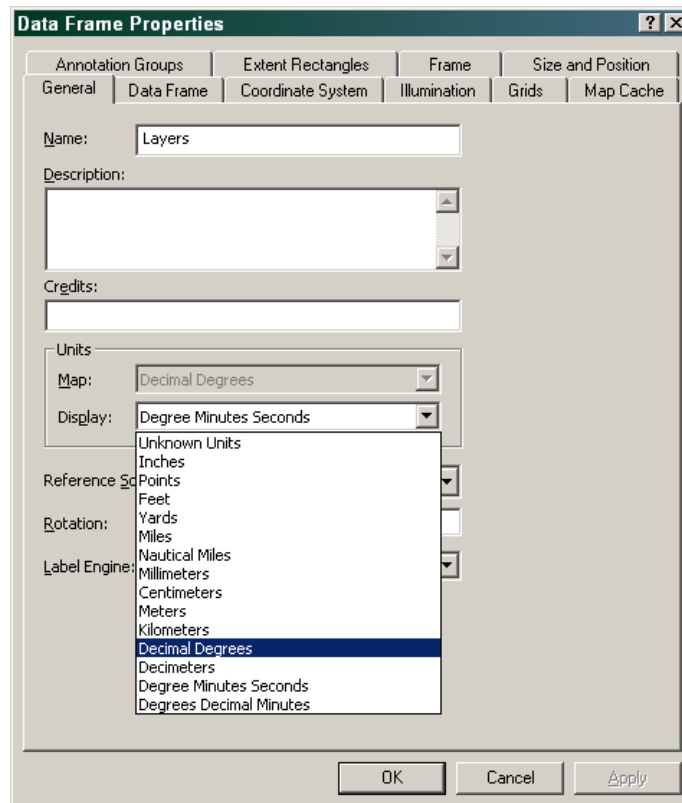 Data Frame Properties
Annotation Groups Extent Rectangles Frame Size and Position
General Data Frame Coordinate System Illumination Grids Map Cache
Name: Layers
Description:
Credits:
Units
Map: Decimal Degrees
Display: Degree Minutes Seconds
Unknown Units
Inches
Reference Sc Points
Feet
Yards
Rotation:
Miles
Nautical Miles
Label Engine: Millimeters
Centimeters
Meters
Kilometers
Decimal Degrees
Decimeters
Degree Minutes Seconds
Degrees Decimal Minutes
OK Cancel Apply